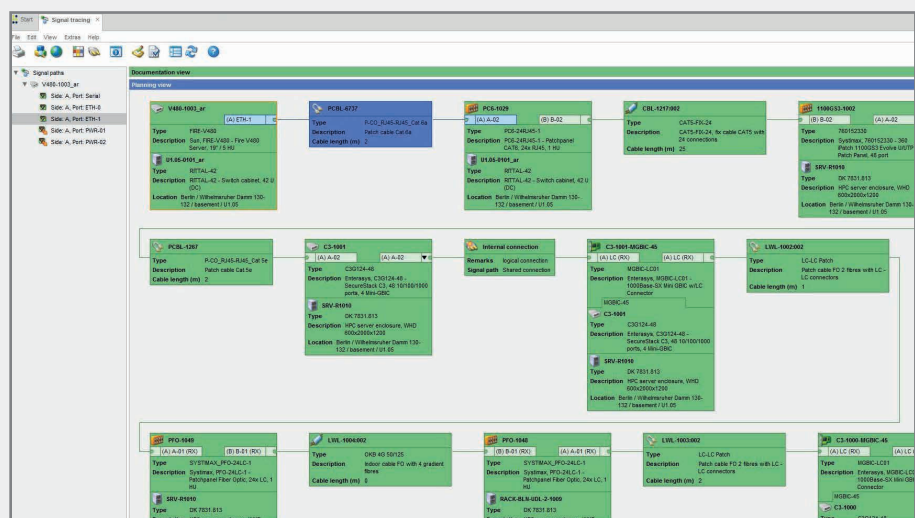 Start
Signal tracing ×
File Edit View Extras Help
Signal paths
V480-1003_ar
Side: A, Port: Serial
Side: A, Port: ETH-0
Side: A, Port: ETH-1
Side: A, Port: PWR-01
Side: A, Port: PWR-02
Documentation view
Planning view
V480-1003_ar
(A) ETH-1
Type FIRE-V480
Description Sun, FIRE-V480 - Fire V480
Server, 19" / 5 HU
U1.05-0101_ar
Type RITTAL-42
Description RITTAL-42 - Switch cabinet, 42 U
(DC)
Location Berlin / Wilhelmsruher Damm 130-
132 / basement / U1.05
PCBL-6737
Type P-CO_RJ45-RJ45_Cat 6a
Description Patch cable Cat 6a
Cable length (m) 2
PC6-1029
(A) A-02 (B) B-02
Type PC6-24RJ45-1
Description PC6-24RJ45-1 - Patchpanel
CAT6, 24x RJ45, 1 HU
U1.05-0101_ar
Type RITTAL-42
Description RITTAL-42 - Switch cabinet, 42 U
(DC)
Location Berlin / Wilhelmsruher Damm 130-
132 / basement / U1.05
CBL-1217:002
Type CAT5-FIX-24
Description CAT5-FIX-24, fix cable CAT5 with
24 connections
Cable length (m) 25
1100GS3-1002
(B) B-02 (A) A-02
Type 760152330
Description Systimax, 760152330 - 360
iPatch 1100GS3 Evolve U/UTP
Patch Panel, 48 port
SRV-R1010
Type DK 7831.813
Description HPC server enclosure, WHD
600x2000x1200
Location Berlin / Wilhelmsruher Damm 130-
132 / basement / U1.05
PCBL-1267
Type P-CO_RJ45-RJ45_Cat 5e
Description Patch cable Cat 5e
Cable length (m) 2
C3-1001
(A) A-02 (A) A-02
Type C3G124-48
Description Enterasys, C3G124-48 -
SecureStack C3, 48 10/100/1000
ports, 4 Mini-GBIC
SRV-R1010
Type DK 7831.813
Description HPC server enclosure, WHD
600x2000x1200
Location Berlin / Wilhelmsruher Damm 130-
132 / basement / U1.05
Internal connection
Remarks logical connection
Signal path Shared connection
C3-1001-MGBIC-45
(A) LC (RX) (A) LC (RX)
Type MGBIC-LC01
Description Enterasys, MGBIC-LC01 -
1000Base-SX Mini GBIC w/LC
Connector
MGBIC-45
C3-1001
Type C3G124-48
Description Enterasys, C3G124-48 -
SecureStack C3, 48 10/100/1000
ports, 4 Mini-GBIC
SRV-R1010
Type DK 7831.813
Description HPC server enclosure, WHD
600x2000x1200
Location Berlin / Wilhelmsruher Damm 130-
132 / basement / U1.05
LWL-1002:002
Type LC-LC Patch
Description Patch cable FO 2 fibres with LC -
LC connectors
Cable length (m) 1
PFO-1049
(A) A-01 (RX) (B) B-01 (RX)
Type SYSTIMAX_PFO-24LC-1
Description Systimax, PFO-24LC-1 -
Patchpanel Fiber Optic, 24x LC, 1
HU
SRV-R1010
Type DK 7831.813
LWL-1004:002
Type OKB 4G 50/125
Description Indoor cable FO with 4 gradient
fibres
Cable length (m) 0
PFO-1048
(B) B-01 (RX) (A) A-01 (RX)
Type SYSTIMAX_PFO-24LC-1
Description Systimax, PFO-24LC-1 -
Patchpanel Fiber Optic, 24x LC, 1
HU
RACK-BLN-UDL-2-1009
Type DK 7831.813
LWL-1003:002
Type LC-LC Patch
Description Patch cable FO 2 fibres with LC -
LC connectors
Cable length (m) 2
C3-1000-MGBIC-45
(A) LC (RX) (A) LC (
Type MGBIC-LC01
Description Enterasys, MGBIC-LC0
1000Base-SX Mini GBI
Connector
MGBIC-45
C3-1000
Type C3G124-48